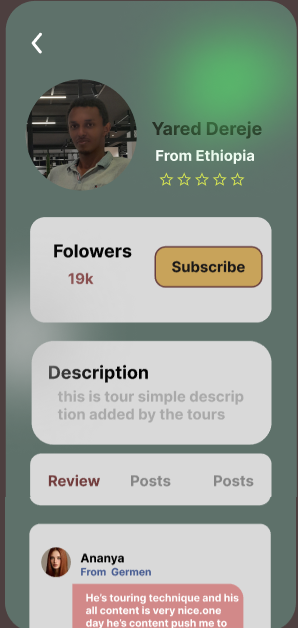 Yared Dereje
From Ethiopia
Folowers
19k
Subscribe
Description
this is tour simple descrip
tion added by the tours
Review Posts Posts
Ananya
From Germen
He's touring technique and his
all content is very nice.one
day he's content push me to